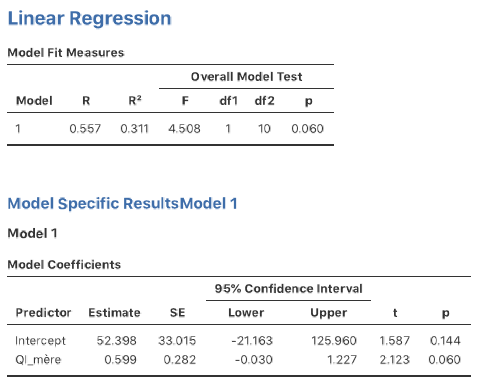 Linear Regression
Model Fit Measures
Overall Model Test
Model R R² F df1 df2 p
1 0.557 0.311 4.508 1 10 0.060
Model Specific ResultsModel 1
Model 1
Model Coefficients
95% Confidence Interval
Predictor Estimate SE Lower Upper t p
Intercept 52.398 33.015 -21.163 125.960 1.587 0.144
QI_mère 0.599 0.282 -0.030 1.227 2.123 0.060